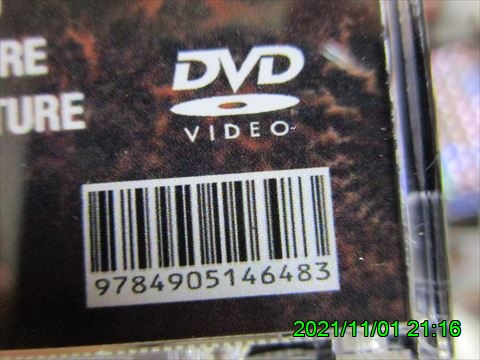 RE
TURE
DVD
VIDEO
9784905146483
2021/11/01 21:16